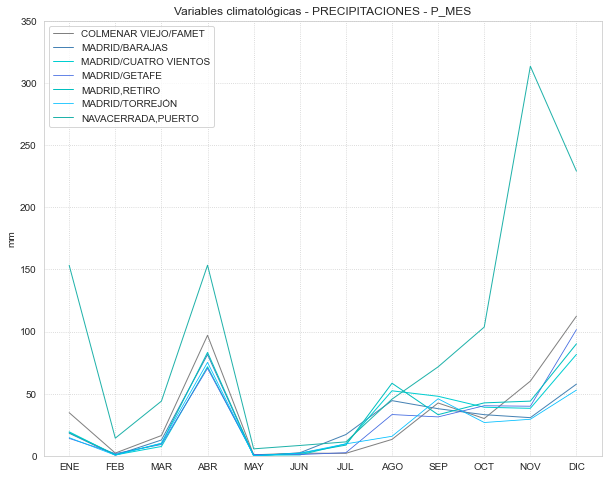 Variables climatológicas - PRECIPITACIONES - P_MES
350
300
250
200
150
100
50
0
mm
COLMENAR VIEJO/FAMET
MADRID/BARAJAS
MADRID/CUATRO VIENTOS
MADRID/GETAFE
MADRID,RETIRO
MADRID/TORREJÓN
NAVACERRADA,PUERTO
ENE FEB MAR ABR MAY JUN JUL AGO SEP OCT NOV DIC